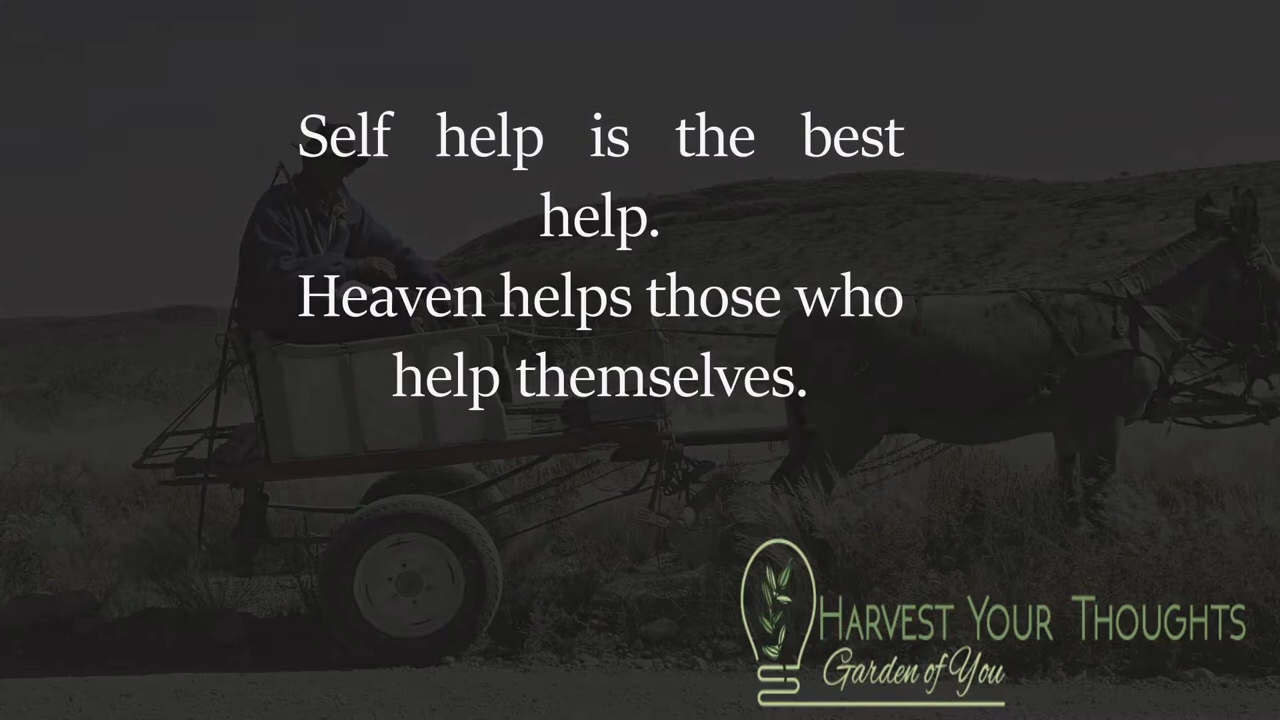 Self help is the best
help.
Heaven helps those who
help themselves.
HARVEST YOUR THOUGHTS
Garden of You